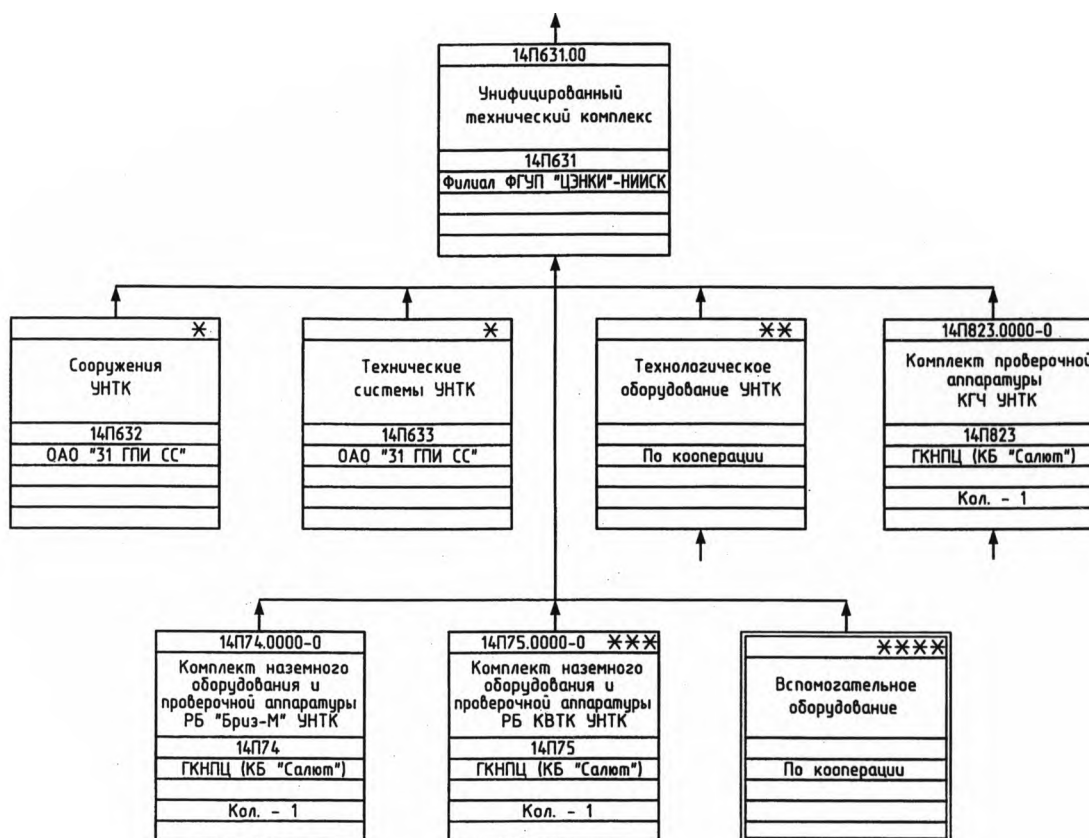 14П631.00
Унифицированный
технический комплекс
14П631
Филиал ФГУП "ЦЭНКИ"-НИИСК
*
Сооружения
УНТК
14П632
ОАО "31 ГПИ СС"
*
Технические
системы УНТК
14П633
ОАО "31 ГПИ СС"
**
Технологическое
оборудование УНТК
По кооперации
14П823.0000-0
Комплект проверочной
аппаратуры
КГЧ УНТК
14П823
ГКНПЦ (КБ "Салют")
Кол. - 1
14П74.0000-0
Комплект наземного
оборудования и
проверочной аппаратуры
РБ "Бриз-М" УНТК
14П74
ГКНПЦ (КБ "Салют")
Кол. - 1
14П75.0000-0 ***
Комплект наземного
оборудования и
проверочной аппаратуры
РБ КВТК УНТК
14П75
ГКНПЦ (КБ "Салют")
Кол. - 1
****
Вспомогательное
оборудование
По кооперации